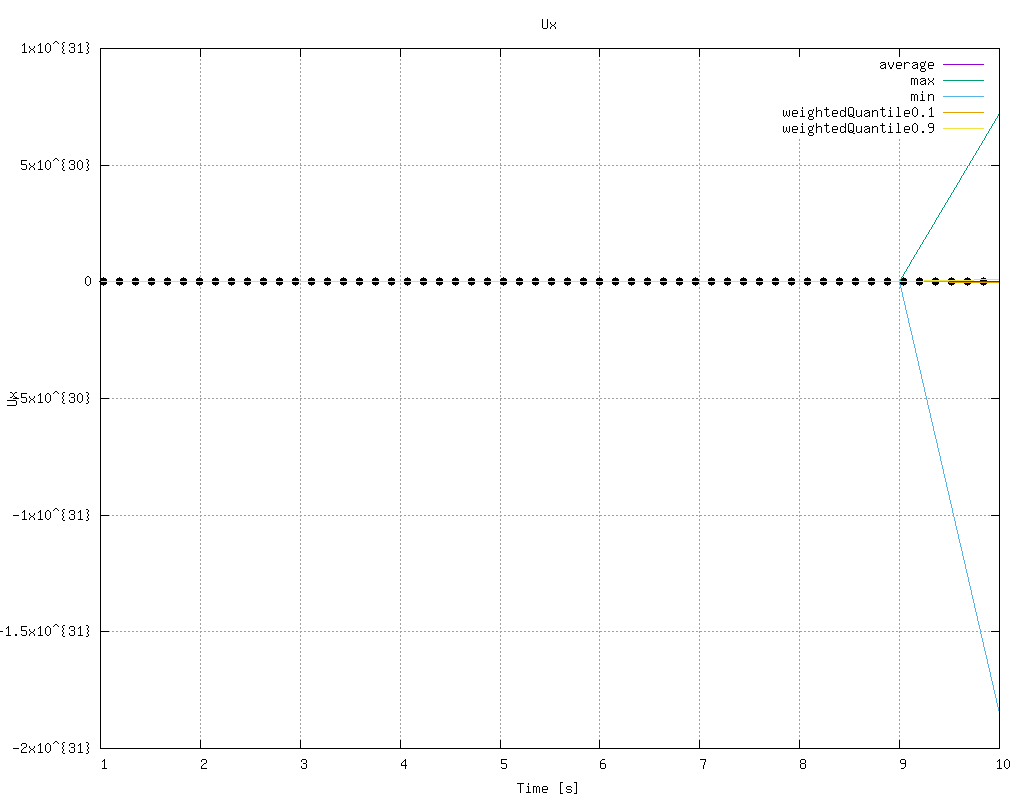 Ux
1x10^{31}
5x10^{30}
0
-5x10^{30}
-1x10^{31}
-1.5x10^{31}
-2x10^{31}
Ux
average
max
min
weightedQuantile0.1
weightedQuantile0.9
1 2 3 4 5 6 7 8 9 10
Time [s]